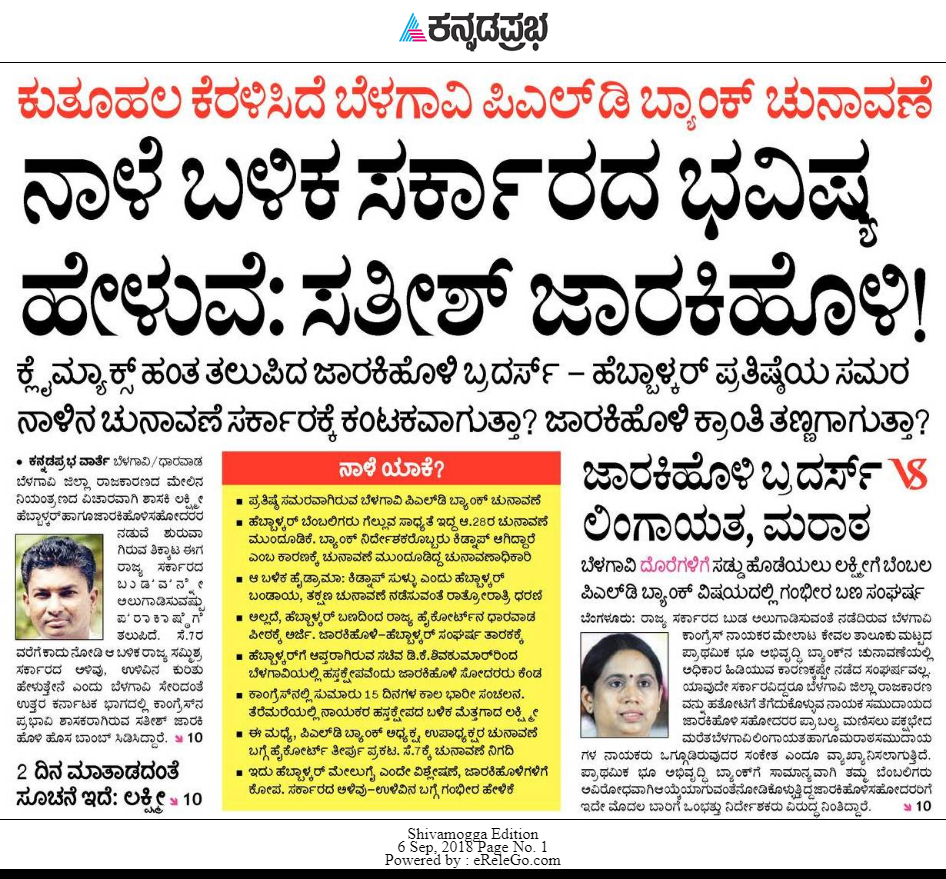 ಕನ್ನಡಪ್ರಭ
ಕುತೂಹಲ ಕೆರಳಿಸಿದೆ ಬೆಳಗಾವಿ ಪಿಎಲ್‌ಡಿ ಬ್ಯಾಂಕ್ ಚುನಾವಣೆ
ನಾಳೆ ಬಳಿಕ ಸರ್ಕಾರದ ಭವಿಷ್ಯ
ಹೇಳುವೆ: ಸತೀಶ್ ಜಾರಕಿಹೊಳಿ!
ಕ್ಲೈಮ್ಯಾಕ್ಸ್ ಹಂತ ತಲುಪಿದ ಜಾರಕಿಹೊಳಿ ಬ್ರದರ್ಸ್ – ಹೆಬ್ಬಾಳ್ಕರ್ ಪ್ರತಿಷ್ಠೆಯ ಸಮರ
ನಾಳಿನ ಚುನಾವಣೆ ಸರ್ಕಾರಕ್ಕೆ ಕಂಟಕವಾಗುತ್ತಾ? ಜಾರಕಿಹೊಳಿ ಕ್ರಾಂತಿ ತಣ್ಣಗಾಗುತ್ತಾ?
• ಕನ್ನಡಪ್ರಭ ವಾರ್ತೆ ಬೆಳಗಾವಿ/ಧಾರವಾಡ
ಬೆಳಗಾವಿ ಜಿಲ್ಲಾ ರಾಜಕಾರಣದ ಮೇಲಿನ
ನಿಯಂತ್ರಣದ ವಿಚಾರವಾಗಿ ಶಾಸಕಿ ಲಕ್ಷ್ಮೀ
ಹೆಬ್ಬಾಳ್ಕರ್ ಹಾಗೂ ಜಾರಕಿಹೊಳಿ ಸಹೋದರರ
ನಡುವೆ ಶುರುವಾ
ಗಿರುವ ತಿಕ್ಕಾಟ ಈಗ
ರಾಜ್ಯ ಸರ್ಕಾರದ
ಬುಡವನ್ನೇ
ಅಲುಗಾಡಿಸುವಷ್ಟು
ಪರಾಕಾಷ್ಠೆಗೆ
ತಲುಪಿದೆ. ಸೆ.7ರ
ವರೆಗೆ ಕಾದು ನೋಡಿ ಆ ಬಳಿಕ ರಾಜ್ಯ ಸಮ್ಮಿಶ್ರ
ಸರ್ಕಾರದ ಅಳಿವು, ಉಳಿವಿನ ಕುರಿತು
ಹೇಳುತ್ತೇನೆ ಎಂದು ಬೆಳಗಾವಿ ಸೇರಿದಂತೆ
ಉತ್ತರ ಕರ್ನಾಟಕ ಭಾಗದಲ್ಲಿ ಕಾಂಗ್ರೆಸ್‌ನ
ಪ್ರಭಾವಿ ಶಾಸಕರಾಗಿರುವ ಸತೀಶ್ ಜಾರಕಿ
ಹೊಳಿ ಹೊಸ ಬಾಂಬ್ ಸಿಡಿಸಿದ್ದಾರೆ. 10
2 ದಿನ ಮಾತಾಡದಂತೆ
ಸೂಚನೆ ಇದೆ: ಲಕ್ಷ್ಮೀ 10
ನಾಳೆ ಯಾಕೆ?
▪ ಪ್ರತಿಷ್ಠೆ ಸಮರವಾಗಿರುವ ಬೆಳಗಾವಿ ಪಿಎಲ್‌ಡಿ ಬ್ಯಾಂಕ್ ಚುನಾವಣೆ
▪ ಹೆಬ್ಬಾಳ್ಕರ್ ಬೆಂಬಲಿಗರು ಗೆಲ್ಲುವ ಸಾಧ್ಯತೆ ಇದ್ದ ಆ.28ರ ಚುನಾವಣೆ
ಮುಂದೂಡಿಕೆ. ಬ್ಯಾಂಕ್ ನಿರ್ದೇಶಕರೊಬ್ಬರು ಕಿಡ್ನಾಪ್ ಆಗಿದ್ದಾರೆ
ಎಂಬ ಕಾರಣಕ್ಕೆ ಚುನಾವಣೆ ಮುಂದೂಡಿದ್ದ ಚುನಾವಣಾಧಿಕಾರಿ
▪ ಆ ಬಳಿಕ ಹೈಡ್ರಾಮಾ: ಕಿಡ್ನಾಪ್ ಸುಳ್ಳು ಎಂದು ಹೆಬ್ಬಾಳ್ಕರ್
ಬಂಡಾಯ, ತಕ್ಷಣ ಚುನಾವಣೆ ನಡೆಸುವಂತೆ ರಾತ್ರೋರಾತ್ರಿ ಧರಣಿ
▪ ಅಲ್ಲದೆ, ಹೆಬ್ಬಾಳ್ಕರ್ ಬಣದಿಂದ ರಾಜ್ಯ ಹೈಕೋರ್ಟ್‌ನ ಧಾರವಾಡ
ಪೀಠಕ್ಕೆ ಅರ್ಜಿ. ಜಾರಕಿಹೊಳಿ–ಹೆಬ್ಬಾಳ್ಕರ್ ಸಂಘರ್ಷ ತಾರಕಕ್ಕೆ
▪ ಹೆಬ್ಬಾಳ್ಕರ್‌ಗೆ ಆಪ್ತರಾಗಿರುವ ಸಚಿವ ಡಿ.ಕೆ.ಶಿವಕುಮಾರ್‌ರಿಂದ
ಬೆಳಗಾವಿಯಲ್ಲಿ ಹಸ್ತಕ್ಷೇಪವೆಂದು ಜಾರಕಿಹೊಳಿ ಸೋದರರು ಕೆಂಡ
▪ ಕಾಂಗ್ರೆಸ್‌ನಲ್ಲಿ ಸುಮಾರು 15 ದಿನಗಳ ಕಾಲ ಭಾರೀ ಸಂಚಲನ.
ತೆರೆಮರೆಯಲ್ಲಿ ನಾಯಕರ ಹಸ್ತಕ್ಷೇಪದ ಬಳಿಕ ಮೆತ್ತಗಾದ ಲಕ್ಷ್ಮೀ
▪ ಈ ಮಧ್ಯೆ, ಪಿಎಲ್‌ಡಿ ಬ್ಯಾಂಕ್ ಅಧ್ಯಕ್ಷ, ಉಪಾಧ್ಯಕ್ಷರ ಚುನಾವಣೆ
ಬಗ್ಗೆ ಹೈಕೋರ್ಟ್ ತೀರ್ಪು ಪ್ರಕಟ. ಸೆ.7ಕ್ಕೆ ಚುನಾವಣೆ ನಿಗದಿ
▪ ಇದು ಹೆಬ್ಬಾಳ್ಕರ್ ಮೇಲುಗೈ ಎಂದೇ ವಿಶ್ಲೇಷಣೆ, ಜಾರಕಿಹೊಳಿಗಳಿಗೆ
ಕೋಪ. ಸರ್ಕಾರದ ಅಳಿವು–ಉಳಿವಿನ ಬಗ್ಗೆ ಗಂಭೀರ ಹೇಳಿಕೆ
ಜಾರಕಿಹೊಳಿ ಬ್ರದರ್ಸ್ VS
ಲಿಂಗಾಯತ, ಮರಾಠ
ಬೆಳಗಾವಿ ದೊರೆಗಳಿಗೆ ಸಡ್ಡು ಹೊಡೆಯಲು ಲಕ್ಷ್ಮೀಗೆ ಬೆಂಬಲ
ಪಿಎಲ್‌ಡಿ ಬ್ಯಾಂಕ್ ವಿಷಯದಲ್ಲಿ ಗಂಭೀರ ಬಣ ಸಂಘರ್ಷ
ಬೆಂಗಳೂರು: ರಾಜ್ಯ ಸರ್ಕಾರದ ಬುಡ ಅಲುಗಾಡಿಸುವಂತೆ ನಡೆದಿರುವ ಬೆಳಗಾವಿ
ಕಾಂಗ್ರೆಸ್ ನಾಯಕರ ಮೇಲಾಟ ಕೇವಲ ತಾಲೂಕು ಮಟ್ಟದ
ಪ್ರಾಥಮಿಕ ಭೂ ಅಭಿವೃದ್ಧಿ ಬ್ಯಾಂಕ್‌ನ ಚುನಾವಣೆಯಲ್ಲಿ
ಅಧಿಕಾರ ಹಿಡಿಯುವ ಕಾರಣಕ್ಕಷ್ಟೇ ನಡೆದ ಸಂಘರ್ಷವಲ್ಲ.
ಯಾವುದೇ ಸರ್ಕಾರವಿದ್ದರೂ ಬೆಳಗಾವಿ ಜಿಲ್ಲಾ ರಾಜಕಾರಣ
ವನ್ನು ಹತೋಟಿಗೆ ತೆಗೆದುಕೊಳ್ಳುವ ನಾಯಕ ಸಮುದಾಯದ
ಜಾರಕಿಹೊಳಿ ಸಹೋದರರ ಪ್ರಾಬಲ್ಯ ಮಣಿಸಲು ಪಕ್ಷಭೇದ
ಮರೆತ ಬೆಳಗಾವಿ ಲಿಂಗಾಯತ ಹಾಗೂ ಮರಾಠ ಸಮುದಾಯ
ಗಳ ನಾಯಕರು ಒಗ್ಗೂಡಿರುವುದರ ಸಂಕೇತ ಎಂದೂ ವ್ಯಾಖ್ಯಾನಿಸಲಾಗುತ್ತಿದೆ.
ಪ್ರಾಥಮಿಕ ಭೂ ಅಭಿವೃದ್ಧಿ ಬ್ಯಾಂಕ್‌ಗೆ ಸಾಮಾನ್ಯವಾಗಿ ತಮ್ಮ ಬೆಂಬಲಿಗರು
ಅವಿರೋಧವಾಗಿ ಆಯ್ಕೆಯಾಗುವಂತೆ ನೋಡಿಕೊಳ್ಳುತ್ತಿದ್ದ ಜಾರಕಿಹೊಳಿ ಸಹೋದರರಿಗೆ
ಇದೇ ಮೊದಲ ಬಾರಿಗೆ ಒಂಭತ್ತು ನಿರ್ದೇಶಕರು ವಿರುದ್ಧ ನಿಂತಿದ್ದಾರೆ. 10
Shivamogga Edition
6 Sep, 2018 Page No. 1
Powered by : eReleGo.com